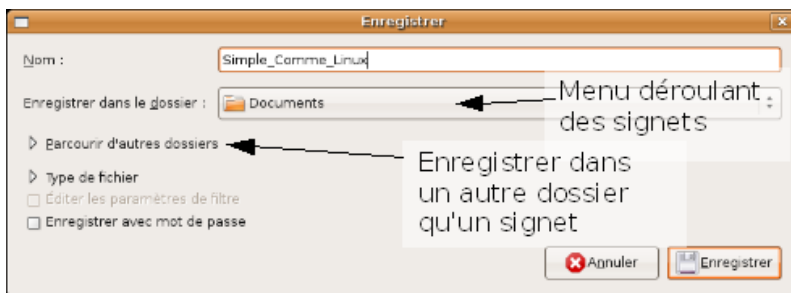 Enregistrer
Nom :
Simple_Comme_Linux
Enregistrer dans le dossier :
Documents
Menu déroulant
des signets
Parcourir d'autres dossiers
Enregistrer dans
un autre dossier
qu'un signet
Type de fichier
Éditer les paramètres de filtre
Enregistrer avec mot de passe
Annuler
Enregistrer